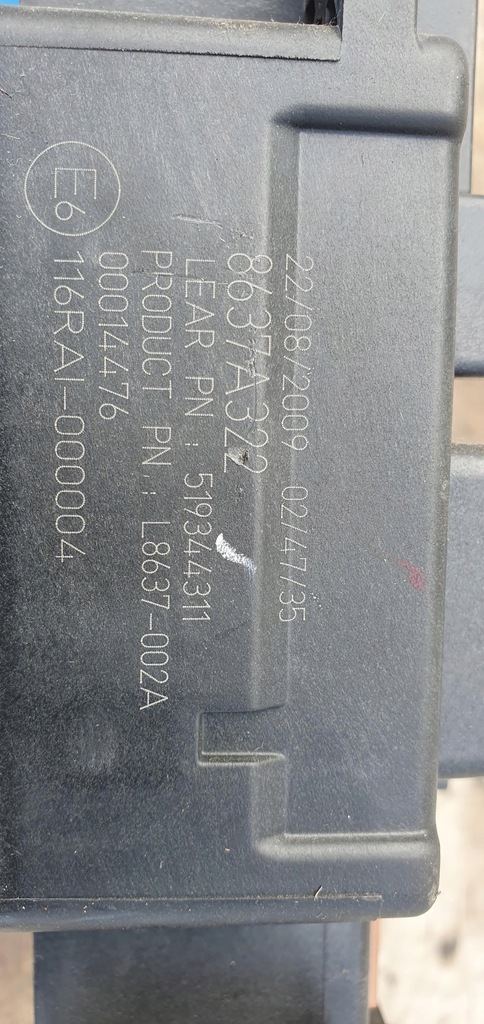 22/08/2009 02/47/35
8637A322
LEAR PN : 519344311
PRODUCT PN : L8637-002A
00014476
E6 116RAI-000004